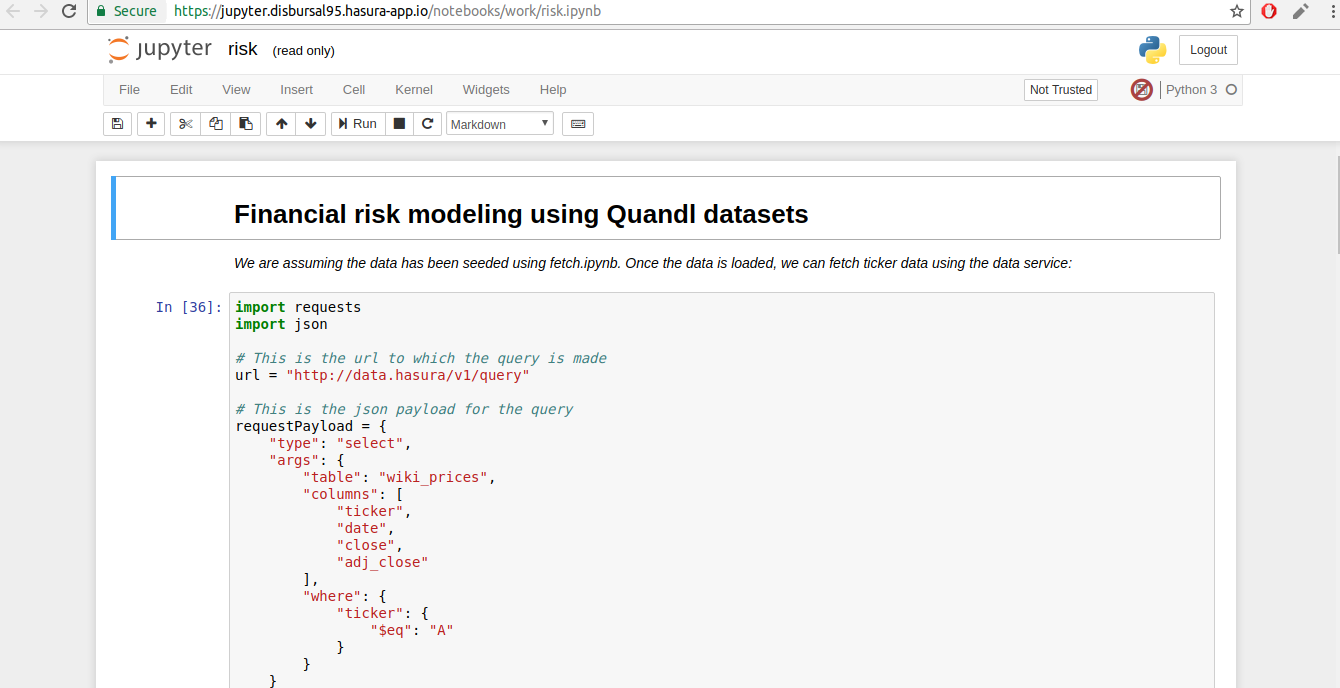 Secure https://jupyter.disbursal95.hasura-app.io/notebooks/work/risk.ipynb
jupyter risk (read only) Logout
File Edit View Insert Cell Kernel Widgets Help Not Trusted Python 3
Run Markdown
Financial risk modeling using Quandl datasets
We are assuming the data has been seeded using fetch.ipynb. Once the data is loaded, we can fetch ticker data using the data service:
In [36]: import requests
import json
# This is the url to which the query is made
url = "http://data.hasura/v1/query"
# This is the json payload for the query
requestPayload = {
"type": "select",
"args": {
"table": "wiki_prices",
"columns": [
"ticker",
"date",
"close",
"adj_close"
],
"where": {
"ticker": {
"$eq": "A"
}
}
}